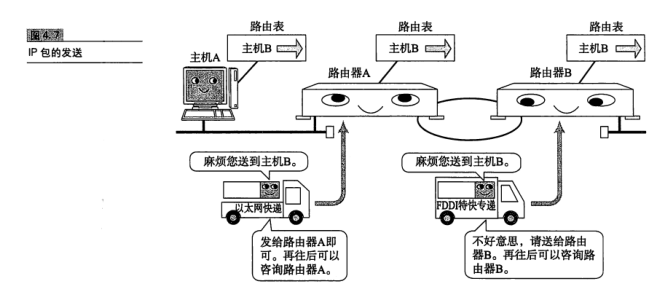 图4.7
IP 包的发送
路由表
主机B
主机A
路由表
主机B
路由器A
路由表
主机B
路由器B
麻烦您送到主机B。
以太网快递
发给路由器A即
可。再往后可以
咨询路由器A。
麻烦您送到主机B。
FDDI特快专递
不好意思，请送给路由
器B。再往后可以咨询路
由器B。